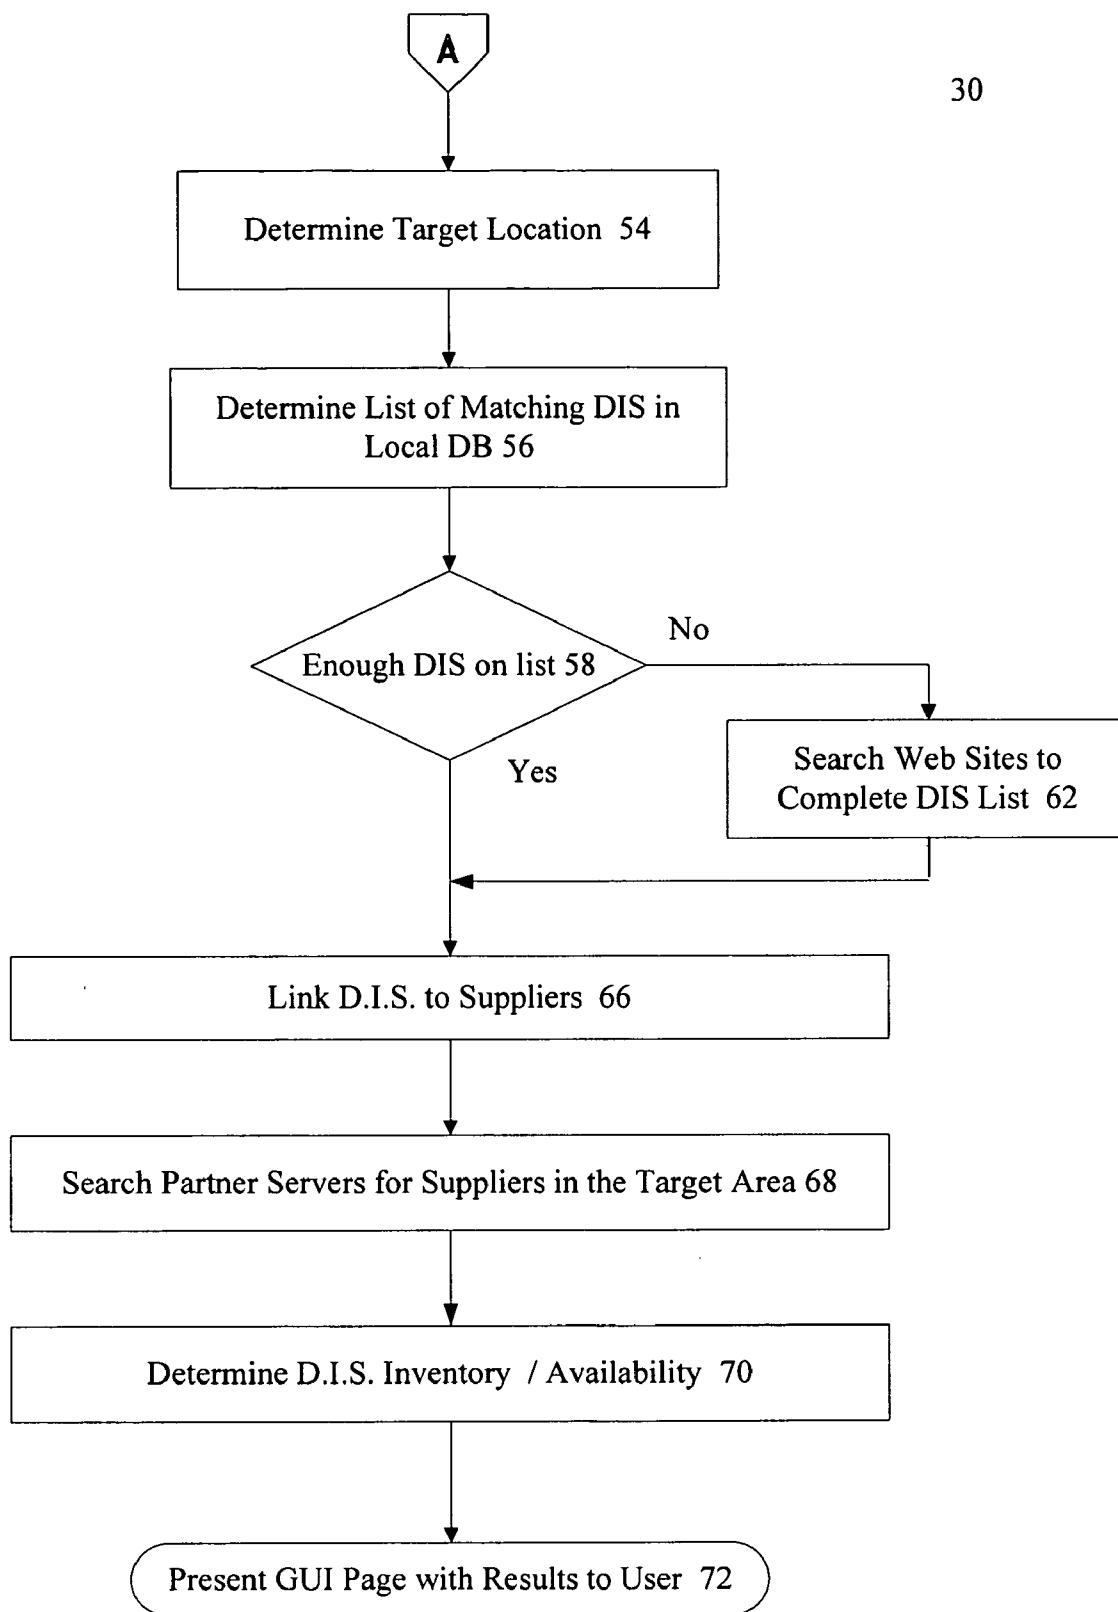 A
30
Determine Target Location 54
Determine List of Matching DIS in
Local DB 56
No
Enough DIS on list 58
Yes
Search Web Sites to
Complete DIS List 62
Link D.I.S. to Suppliers 66
Search Partner Servers for Suppliers in the Target Area 68
Determine D.I.S. Inventory / Availability 70
Present GUI Page with Results to User 72